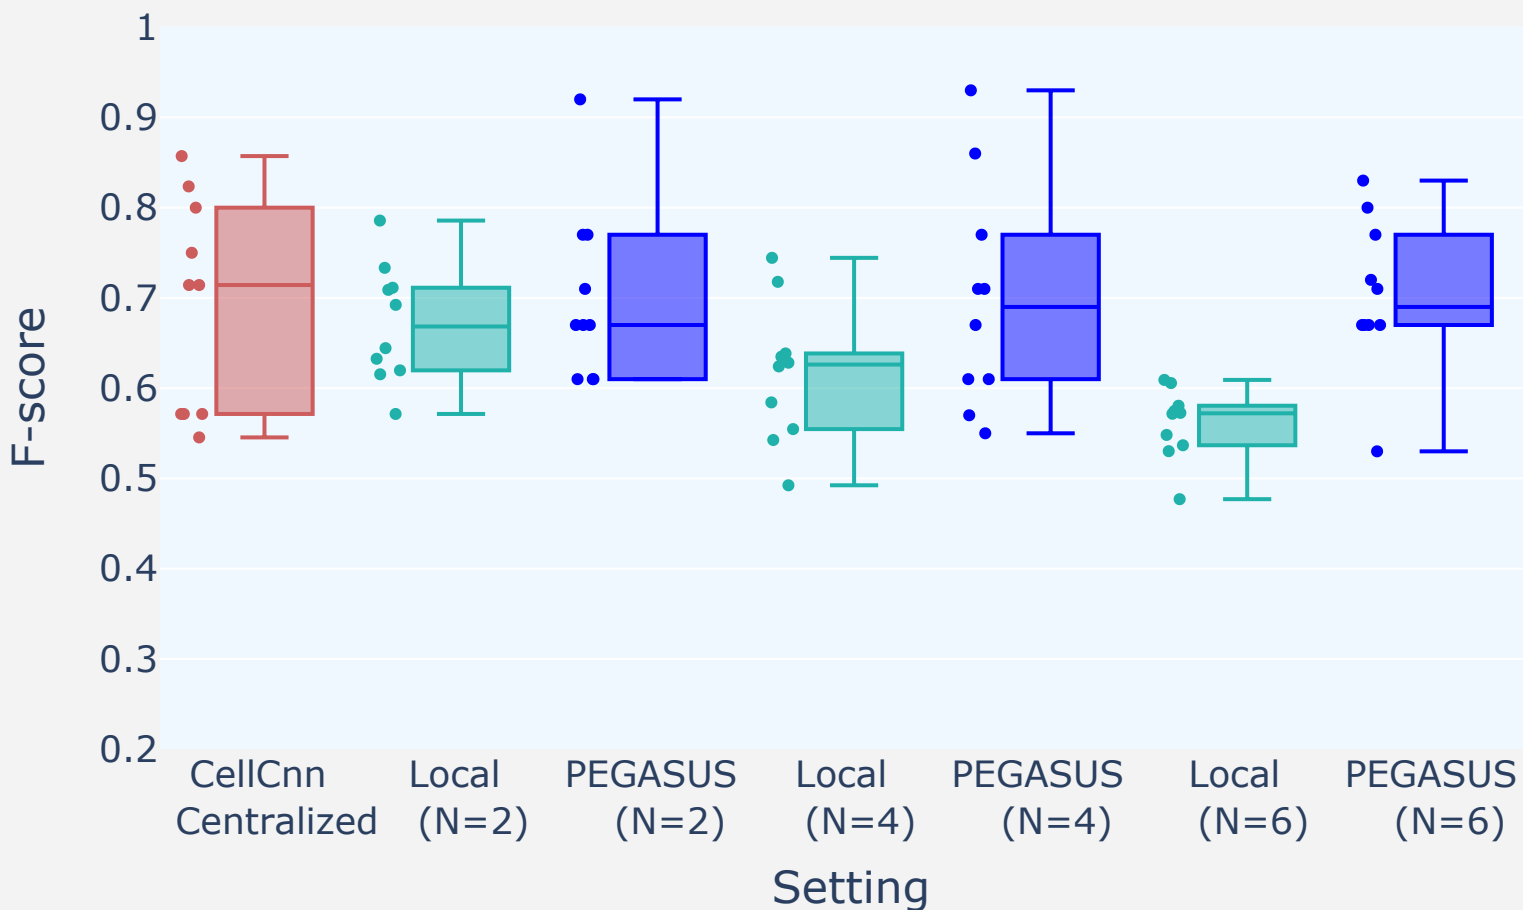 1
0.9
0.8
0.7
0.6
0.5
0.4
0.3
0.2
F-score
CellCnn Local PEGASUS Local PEGASUS Local PEGASUS
Centralized (N=2) (N=2) (N=4) (N=4) (N=6) (N=6)
Setting